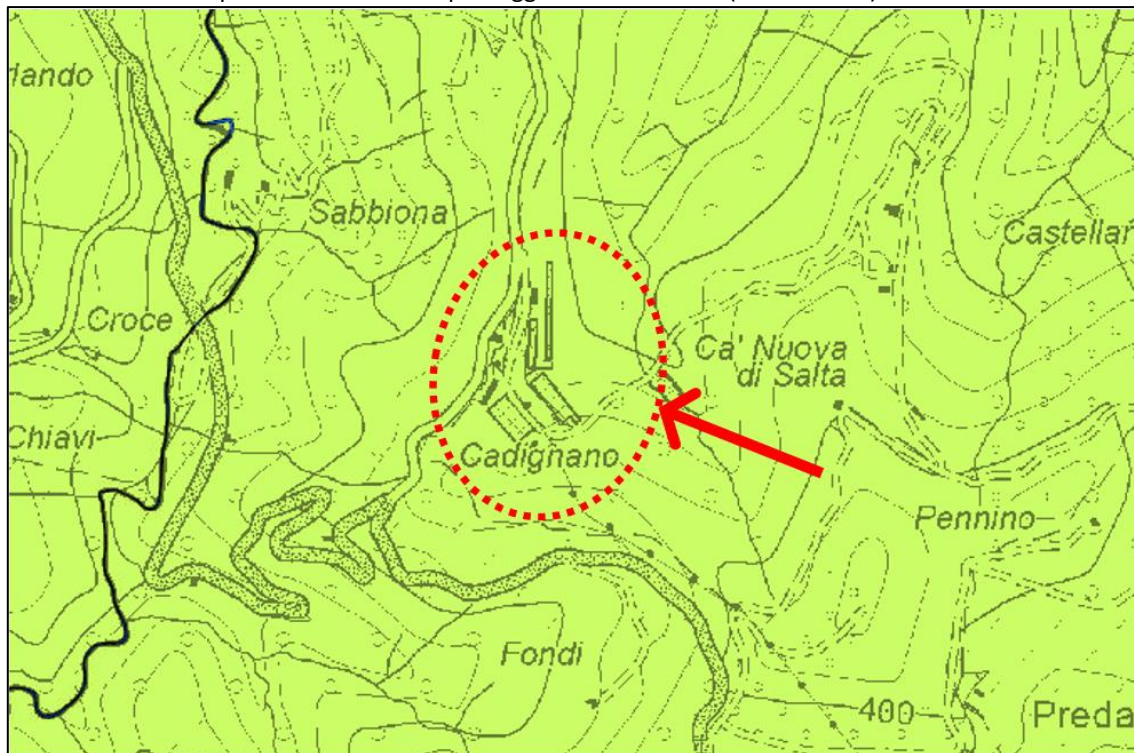 rlando
Sabbiona
Castellar
Croce
Ca' Nuova
di Salta
Chiavi
Cadignano
Pennino
Fondi
400
Preda